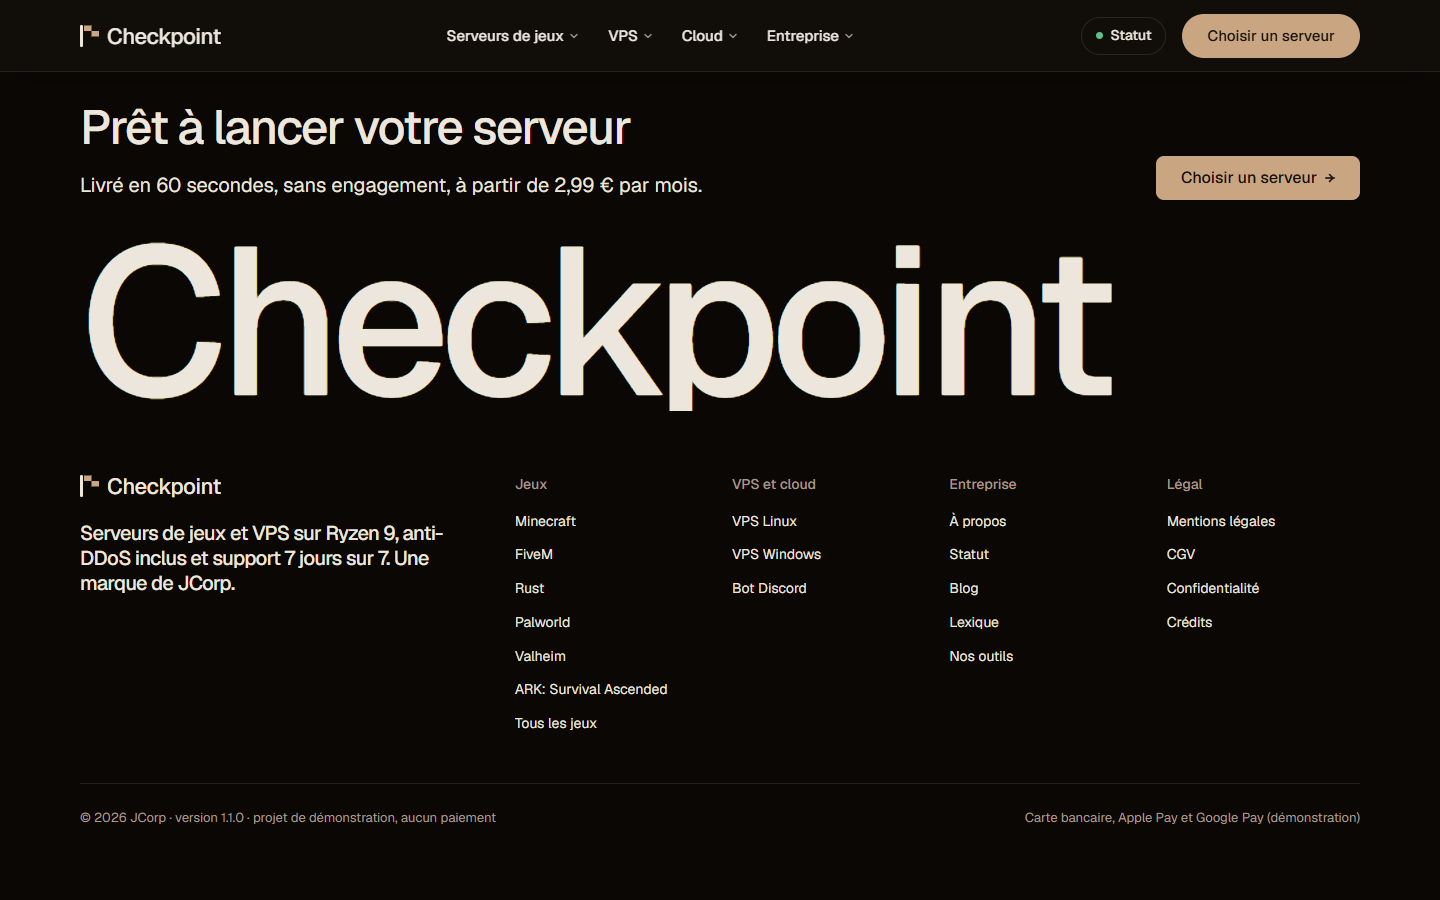 Checkpoint
Serveurs de jeux
VPS
Cloud
Entreprise
Statut
Choisir un serveur
Prêt à lancer votre serveur
Livré en 60 secondes, sans engagement, à partir de 2,99 € par mois.
Choisir un serveur →
Checkpoint
Checkpoint
Serveurs de jeux et VPS sur Ryzen 9, anti-
DDoS inclus et support 7 jours sur 7. Une
marque de JCorp.
Jeux
Minecraft
FiveM
Rust
Palworld
Valheim
ARK: Survival Ascended
Tous les jeux
VPS et cloud
VPS Linux
VPS Windows
Bot Discord
Entreprise
À propos
Statut
Blog
Lexique
Nos outils
Légal
Mentions légales
CGV
Confidentialité
Crédits
© 2026 JCorp · version 1.1.0 · projet de démonstration, aucun paiement
Carte bancaire, Apple Pay et Google Pay (démonstration)